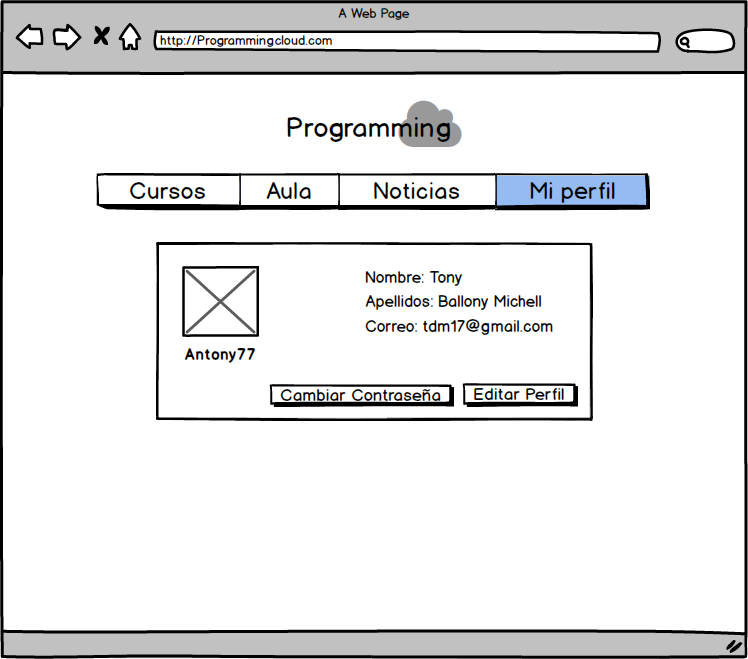 A Web Page
http://Programmingcloud.com
Programming
Cursos Aula Noticias Mi perfil
Nombre: Tony
Apellidos: Ballony Michell
Correo: tdm17@gmail.com
Antony77
Cambiar Contraseña Editar Perfil